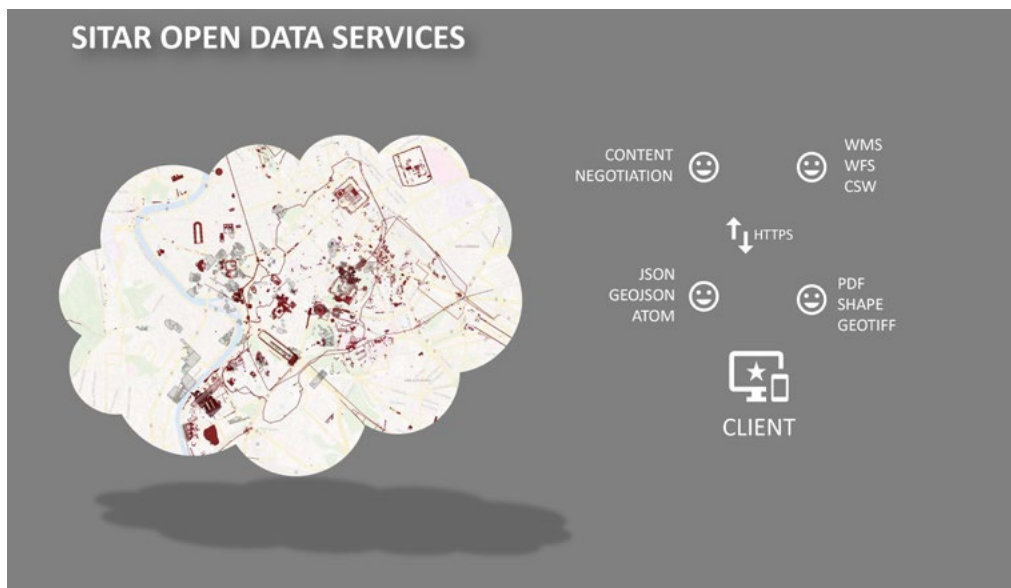 SITAR OPEN DATA SERVICES
CONTENT
NEGOTIATION
WMS
WFS
CSW
HTTPS
JSON
GEOJSON
ATOM
PDF
SHAPE
GEOTIFF
CLIENT